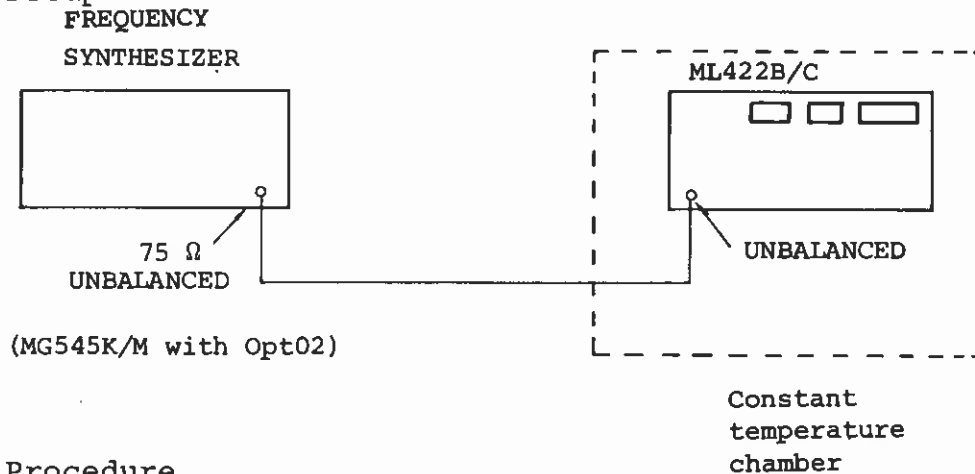 FREQUENCY
SYNTHESIZER
ML422B/C
75 Ω
UNBALANCED
UNBALANCED
(MG545K/M with Opt02)
Constant
temperature
chamber
Procedure